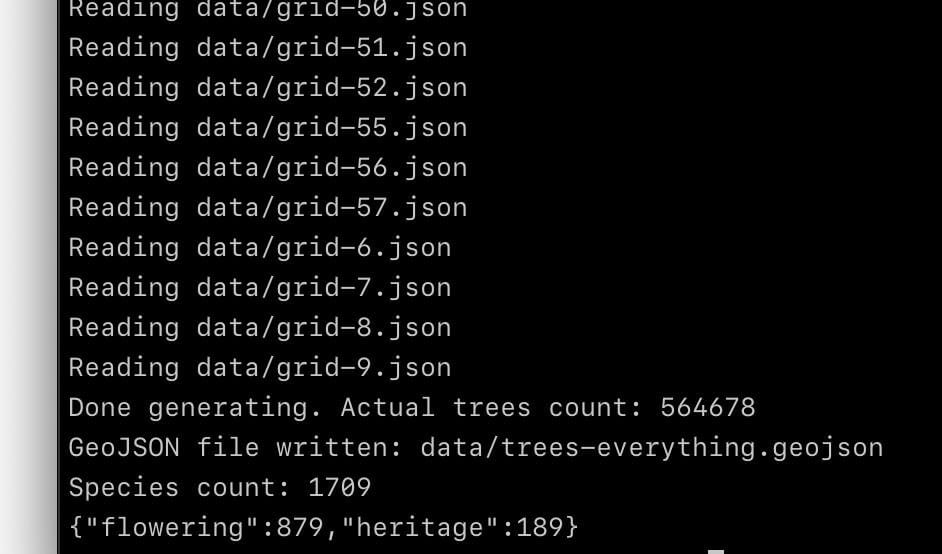 Reading data/grid-50.json
Reading data/grid-51.json
Reading data/grid-52.json
Reading data/grid-55.json
Reading data/grid-56.json
Reading data/grid-57.json
Reading data/grid-6.json
Reading data/grid-7.json
Reading data/grid-8.json
Reading data/grid-9.json
Done generating. Actual trees count: 564678
GeoJSON file written: data/trees-everything.geojson
Species count: 1709
{"flowering":879,"heritage":189}